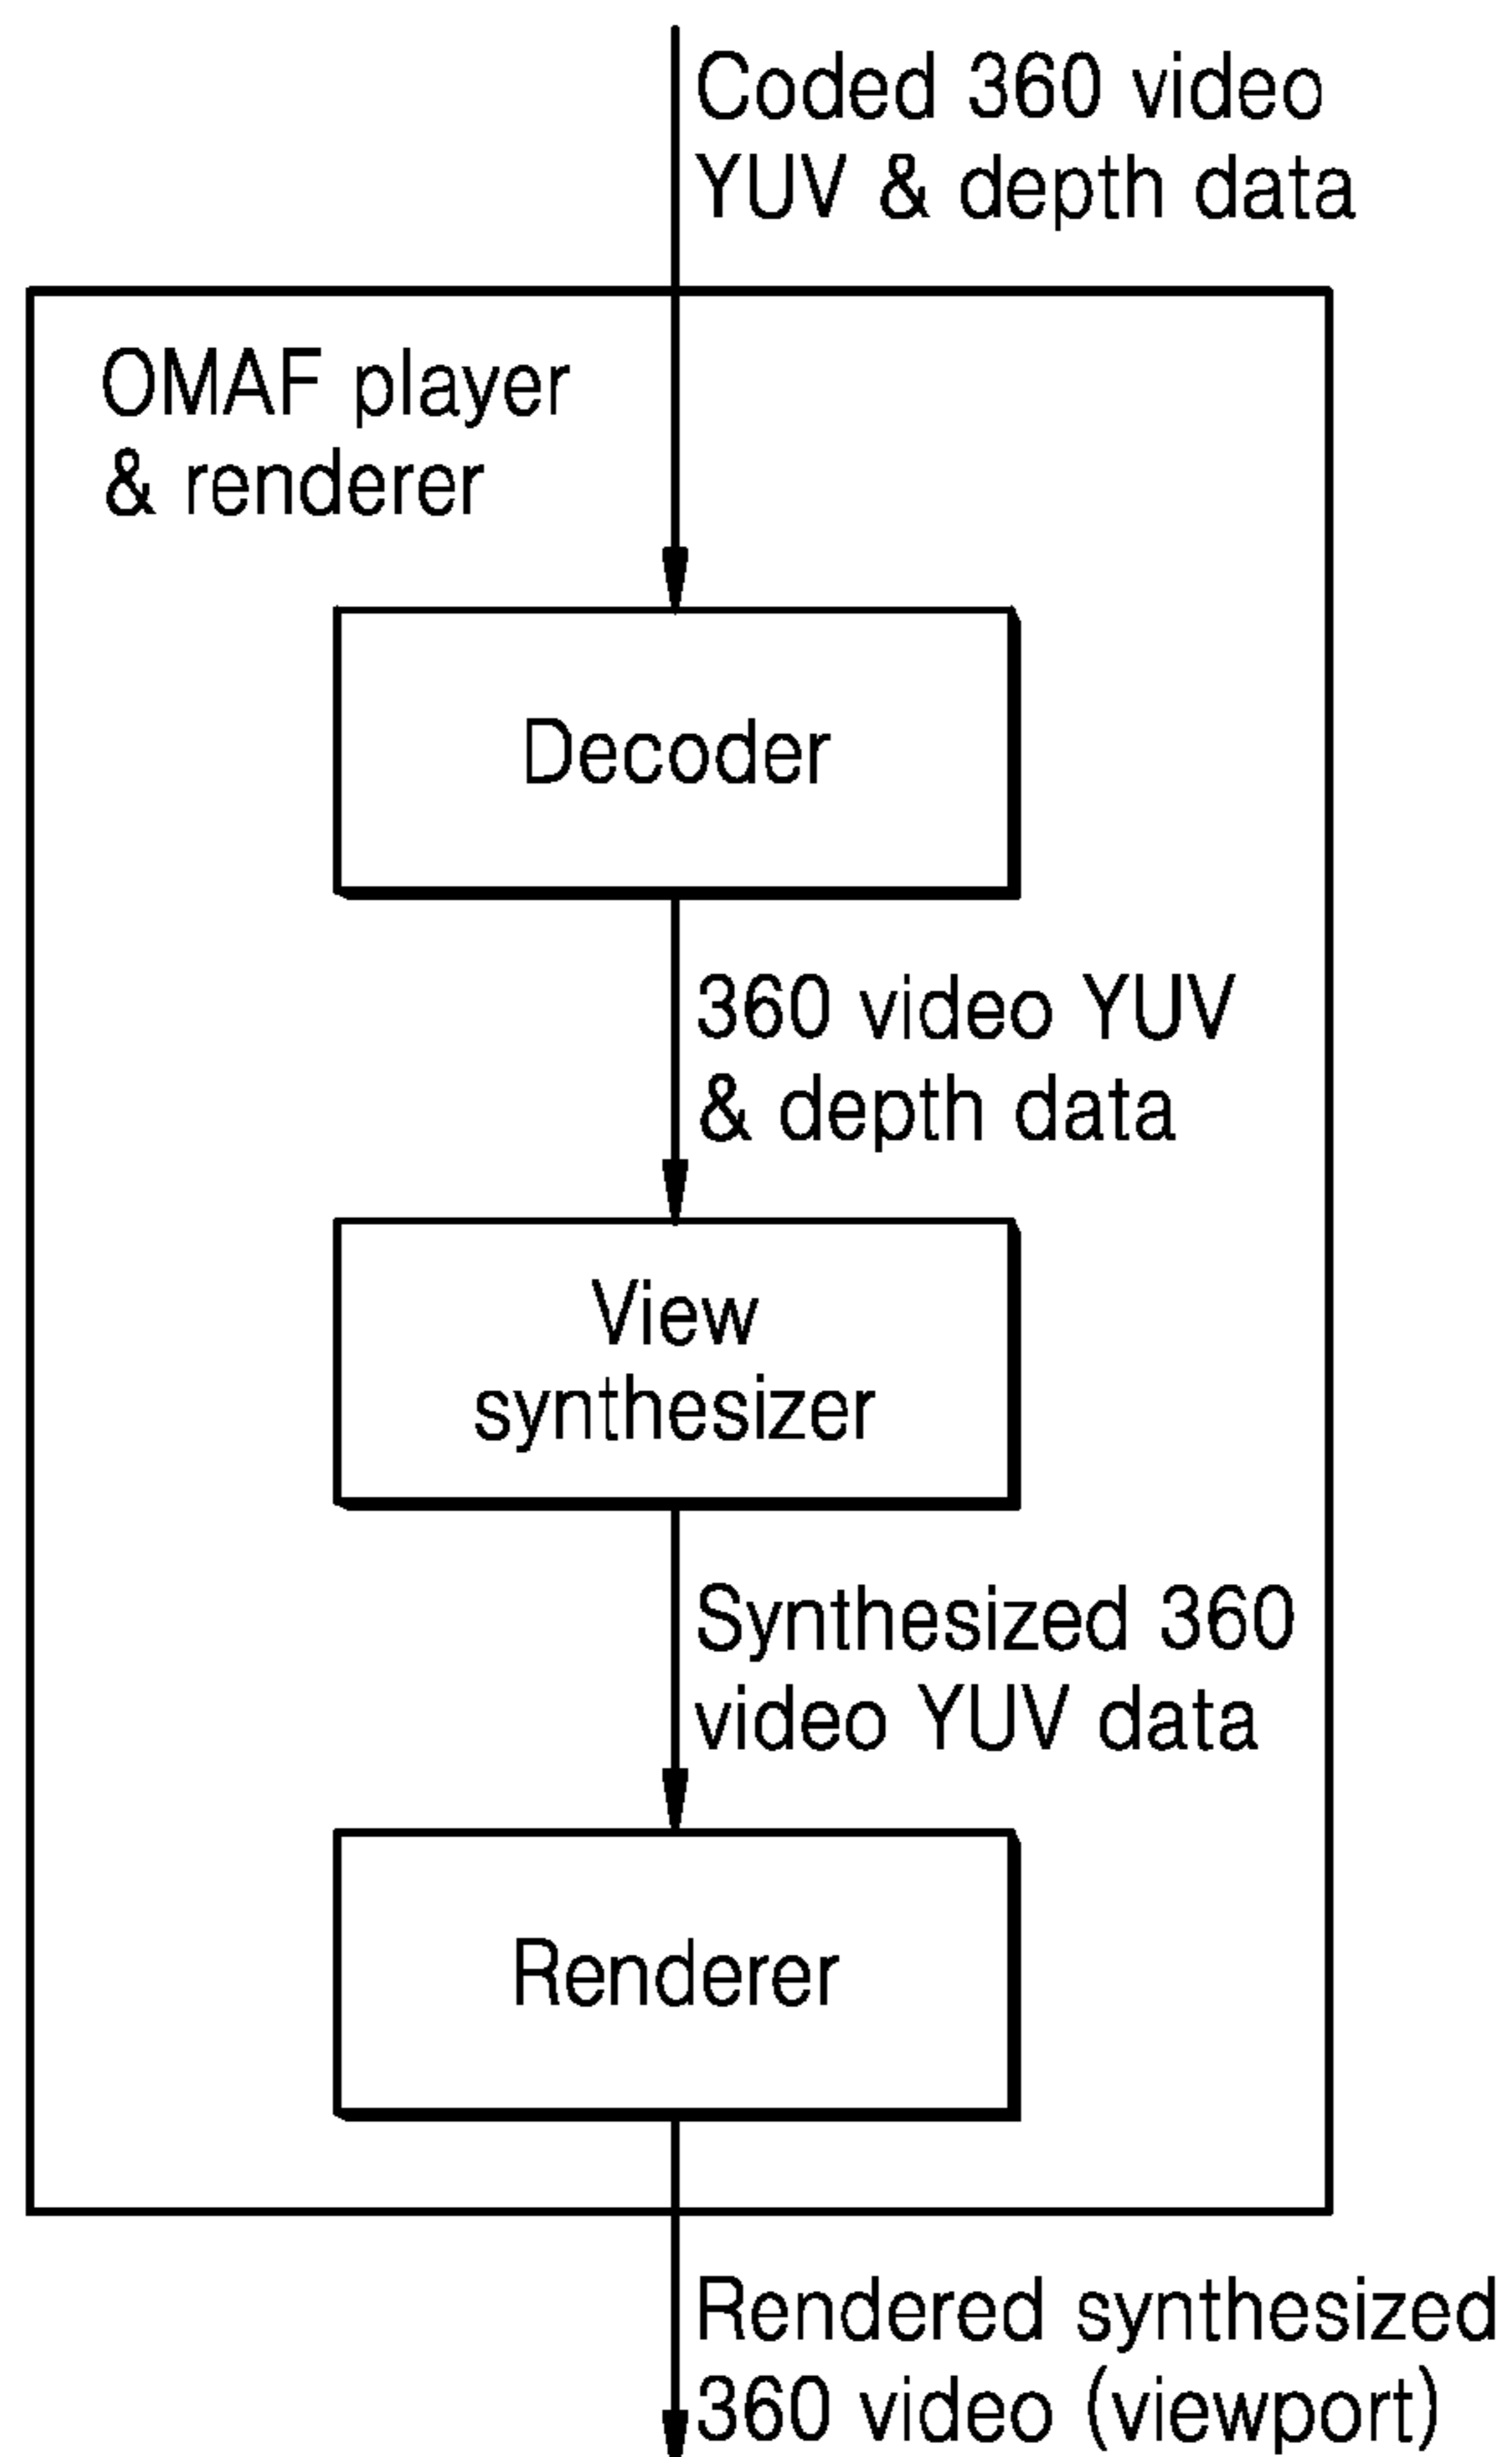 Coded 360 video
YUV & depth data
OMAF player
& renderer
Decoder
360 video YUV
& depth data
View
synthesizer
Synthesized 360
video YUV data
Renderer
Rendered synthesized
360 video (viewport)